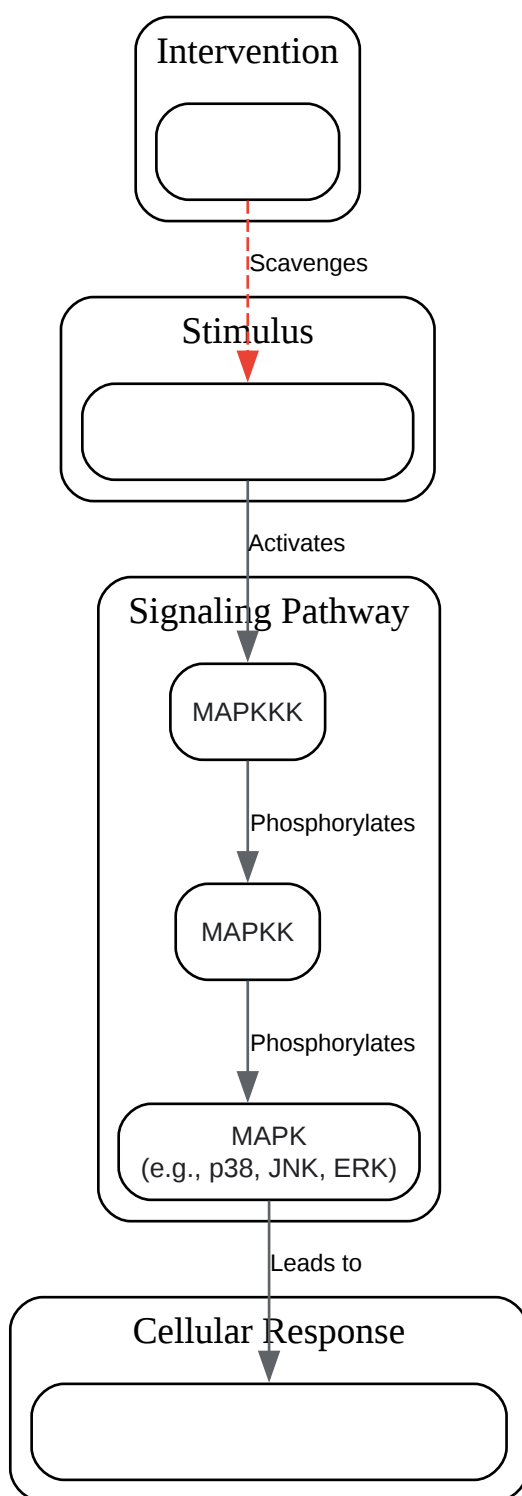 Intervention
Scavenges
Stimulus
Activates
Signaling Pathway
MAPKKK
Phosphorylates
MAPKK
Phosphorylates
MAPK
(e.g., p38, JNK, ERK)
Leads to
Cellular Response